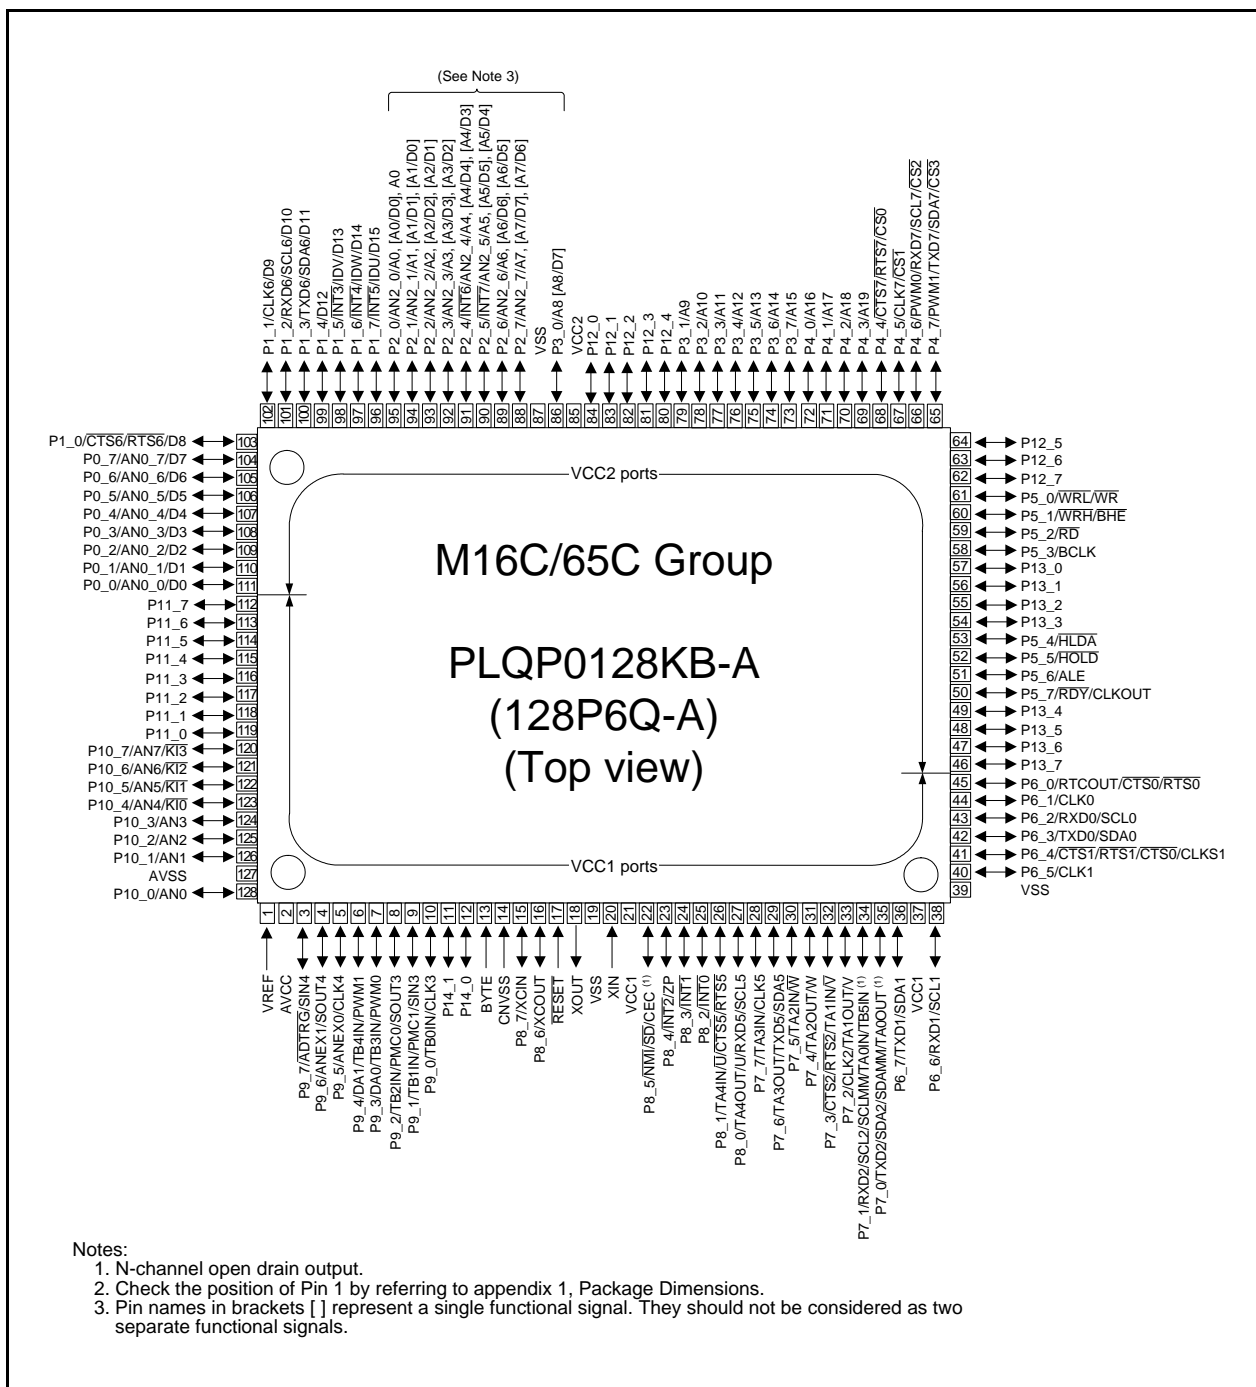 (See Note 3)
P1_1/CLK6/D9
P1_2/RXD6/SCL6/D10
P1_3/TXD6/SDA6/D11
P1_4/D12
P1_5/INT3/IDV/D13
P1_6/INT4/IDW/D14
P1_7/INT5/IDU/D15
P2_0/AN2_0/A0, [A0/D0], A0
P2_1/AN2_1/A1, [A1/D1], [A1/D0]
P2_2/AN2_2/A2, [A2/D2], [A2/D1]
P2_3/AN2_3/A3, [A3/D3], [A3/D2]
P2_4/INT6/AN2_4/A4, [A4/D4], [A4/D3]
P2_5/INT7/AN2_5/A5, [A5/D5], [A5/D4]
P2_6/AN2_6/A6, [A6/D6], [A6/D5]
P2_7/AN2_7/A7, [A7/D7], [A7/D6]
VSS
P3_0/A8 [A8/D7]
VCC2
P12_0
P12_1
P12_2
P12_3
P12_4
P3_1/A9
P3_2/A10
P3_3/A11
P3_4/A12
P3_5/A13
P3_6/A14
P3_7/A15
P4_0/A16
P4_1/A17
P4_2/A18
P4_3/A19
P4_4/CTS7/RTS7/CS0
P4_5/CLK7/CS1
P4_6/PWM0/RXD7/SCL7/CS2
P4_7/PWM1/TXD7/SDA7/CS3
102 101 100 99 98 97 96 95 94 93 92 91 90 89 88 87 86 85 84 83 82 81 80 79 78 77 76 75 74 73 72 71 70 69 68 67 66 65
P1_0/CTS6/RTS6/D8 103
P0_7/AN0_7/D7 104
P0_6/AN0_6/D6 105
P0_5/AN0_5/D5 106
P0_4/AN0_4/D4 107
P0_3/AN0_3/D3 108
P0_2/AN0_2/D2 109
P0_1/AN0_1/D1 110
P0_0/AN0_0/D0 111
P11_7 112
P11_6 113
P11_5 114
P11_4 115
P11_3 116
P11_2 117
P11_1 118
P11_0 119
P10_7/AN7/KI3 120
P10_6/AN6/KI2 121
P10_5/AN5/KI1 122
P10_4/AN4/KI0 123
P10_3/AN3 124
P10_2/AN2 125
P10_1/AN1 126
AVSS 127
P10_0/AN0 128
VCC2 ports
M16C/65C Group
PLQP0128KB-A
(128P6Q-A)
(Top view)
VCC1 ports
64 P12_5
63 P12_6
62 P12_7
61 P5_0/WRL/WR
60 P5_1/WRH/BHE
59 P5_2/RD
58 P5_3/BCLK
57 P13_0
56 P13_1
55 P13_2
54 P13_3
53 P5_4/HLDA
52 P5_5/HOLD
51 P5_6/ALE
50 P5_7/RDY/CLKOUT
49 P13_4
48 P13_5
47 P13_6
46 P13_7
45 P6_0/RTCOUT/CTS0/RTS0
44 P6_1/CLK0
43 P6_2/RXD0/SCL0
42 P6_3/TXD0/SDA0
41 P6_4/CTS1/RTS1/CTS0/CLKS1
40 P6_5/CLK1
39 VSS
1 2 3 4 5 6 7 8 9 10 11 12 13 14 15 16 17 18 19 20 21 22 23 24 25 26 27 28 29 30 31 32 33 34 35 36 37 38
VREF
AVCC
P9_7/ADTRG/SIN4
P9_6/ANEX1/SOUT4
P9_5/ANEX0/CLK4
P9_4/DA1/TB4IN/PWM1
P9_3/DA0/TB3IN/PWM0
P9_2/TB2IN/PMC0/SOUT3
P9_1/TB1IN/PMC1/SIN3
P9_0/TB0IN/CLK3
P14_1
P14_0
BYTE
CNVSS
P8_7/XCIN
P8_6/XCOUT
RESET
XOUT
VSS
XIN
VCC1
P8_5/NMI/SD/CEC (1)
P8_4/INT2/ZP
P8_3/INT1
P8_2/INT0
P8_1/TA4IN/U/CTS5/RTS5
P8_0/TA4OUT/U/RXD5/SCL5
P7_7/TA3IN/CLK5
P7_6/TA3OUT/TXD5/SDA5
P7_5/TA2IN/W
P7_4/TA2OUT/W
P7_3/CTS2/RTS2/TA1IN/V
P7_2/CLK2/TA1OUT/V
P7_1/RXD2/SCL2/SCLMM/TA0IN/TB5IN (1)
P7_0/TXD2/SDA2/SDAMM/TA0OUT (1)
P6_7/TXD1/SDA1
VCC1
P6_6/RXD1/SCL1
Notes:
1. N-channel open drain output.
2. Check the position of Pin 1 by referring to appendix 1, Package Dimensions.
3. Pin names in brackets [ ] represent a single functional signal. They should not be considered as two
separate functional signals.